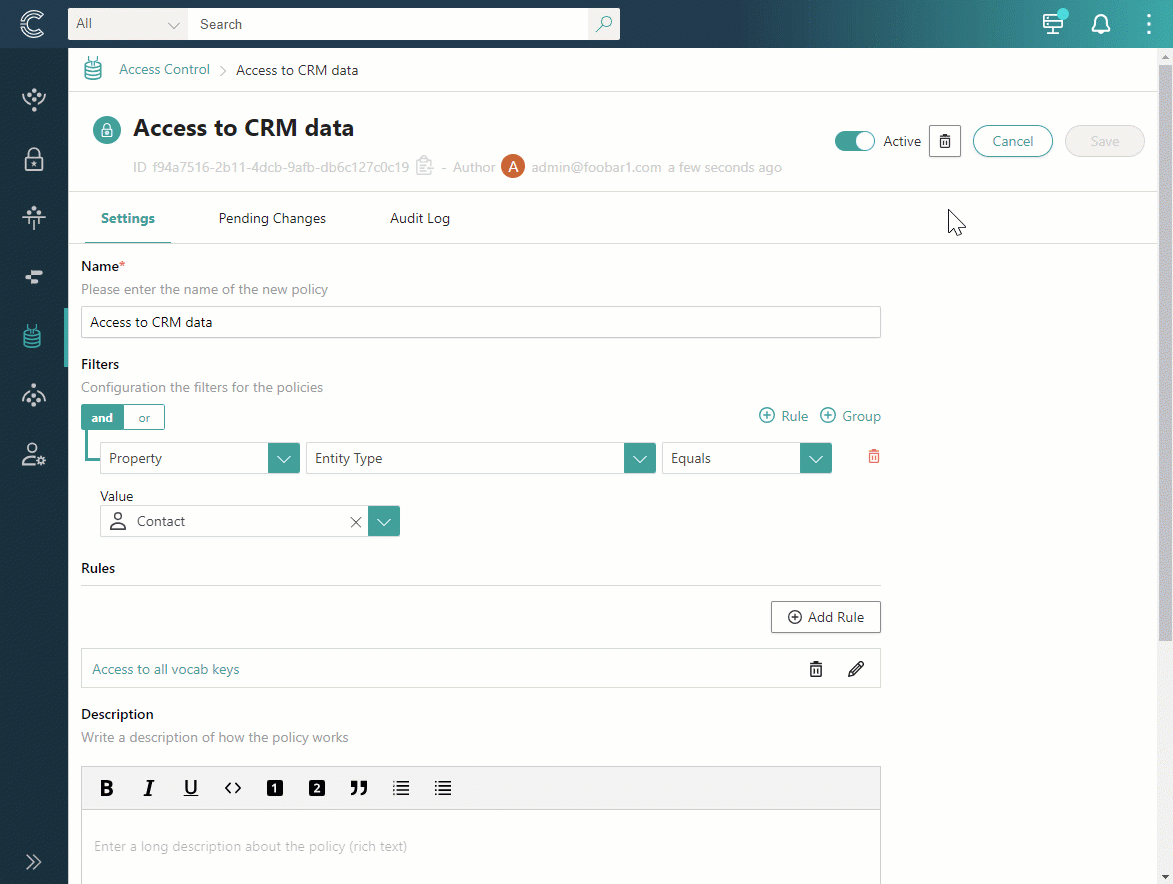 All Search
Access Control > Access to CRM data
Access to CRM data
Active Cancel Save
ID f94a7516-2b11-4dcb-9afb-db6c127c0c19 - Author A admin@foobar1.com a few seconds ago
Settings Pending Changes Audit Log
Name*
Please enter the name of the new policy
Access to CRM data
Filters
Configuration the filters for the policies
and or Rule Group
Property Entity Type Equals
Value
Contact
Rules
Add Rule
Access to all vocab keys
Description
Write a description of how the policy works
B I U <> 1 2
Enter a long description about the policy (rich text)